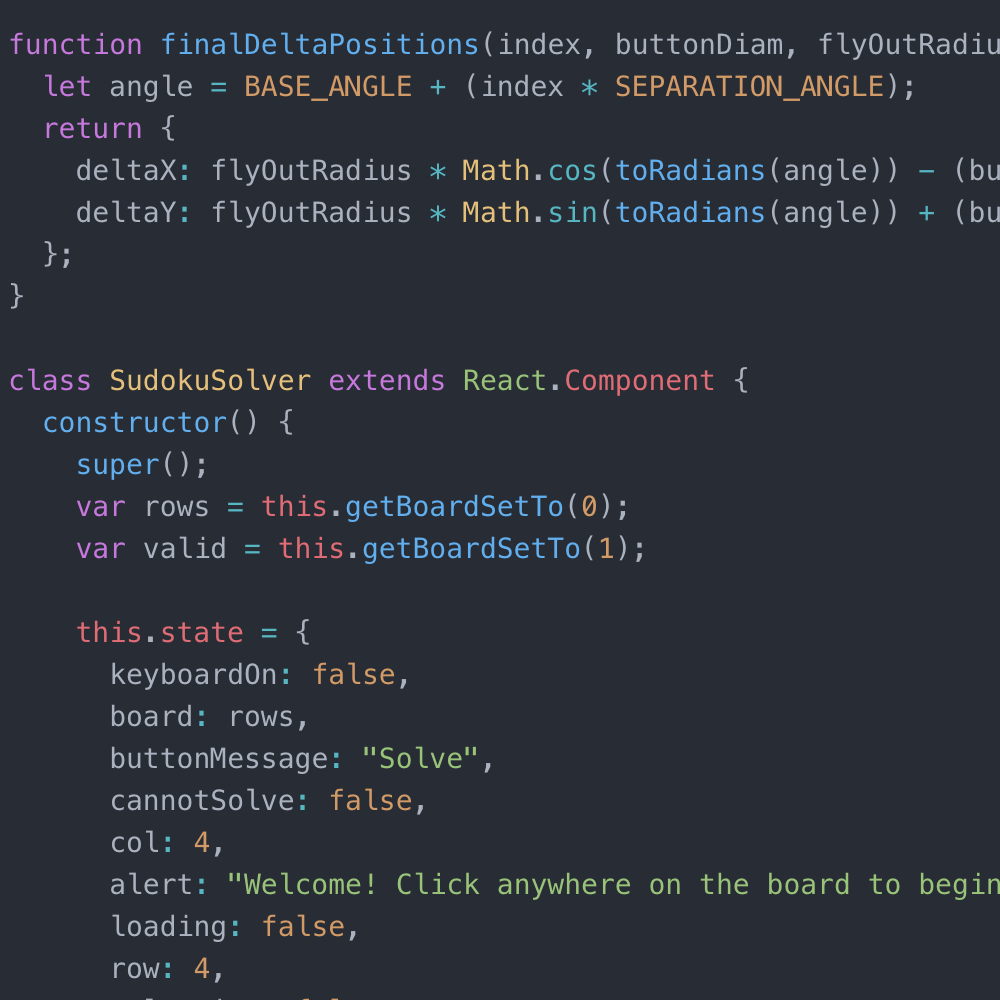 function finalDeltaPositions(index, buttonDiam, flyOutRadiu
  let angle = BASE_ANGLE + (index * SEPARATION_ANGLE);
  return {
    deltaX: flyOutRadius * Math.cos(toRadians(angle)) − (bu
    deltaY: flyOutRadius * Math.sin(toRadians(angle)) + (bu
  };
}

class SudokuSolver extends React.Component {
  constructor() {
    super();
    var rows = this.getBoardSetTo(0);
    var valid = this.getBoardSetTo(1);

    this.state = {
      keyboardOn: false,
      board: rows,
      buttonMessage: "Solve",
      cannotSolve: false,
      col: 4,
      alert: "Welcome! Click anywhere on the board to begin
      loading: false,
      row: 4,